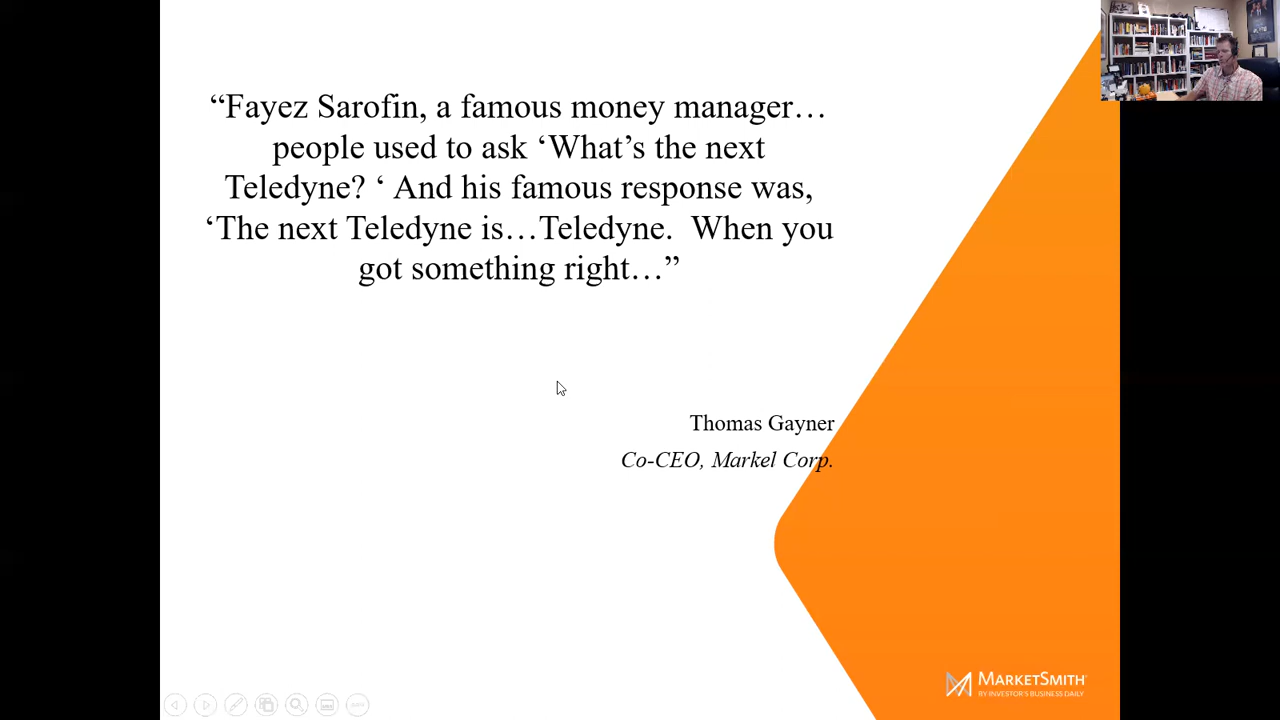 “Fayez Sarofin, a famous money manager…
people used to ask ‘What’s the next
Teledyne? ‘ And his famous response was,
‘The next Teledyne is…Teledyne.  When you
got something right…”
Thomas Gayner
Co-CEO, Markel Corp.
MARKETSMITH
BY INVESTOR'S BUSINESS DAILY